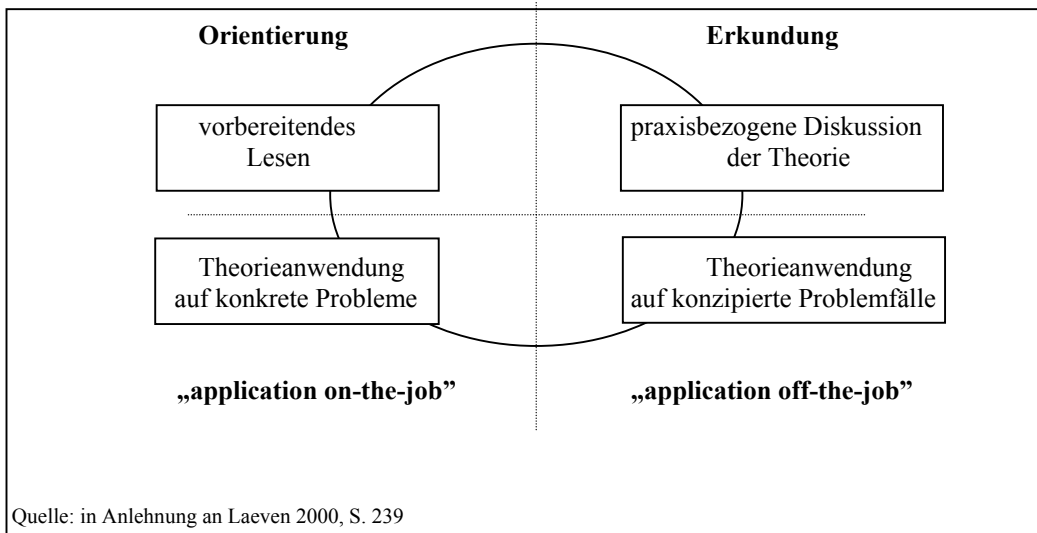 Orientierung
Erkundung
vorbereitendes
Lesen
praxisbezogene Diskussion
der Theorie
Theorieanwendung
auf konkrete Probleme
Theorieanwendung
auf konzipierte Problemfälle
„application on-the-job”
„application off-the-job”
Quelle: in Anlehnung an Laeven 2000, S. 239